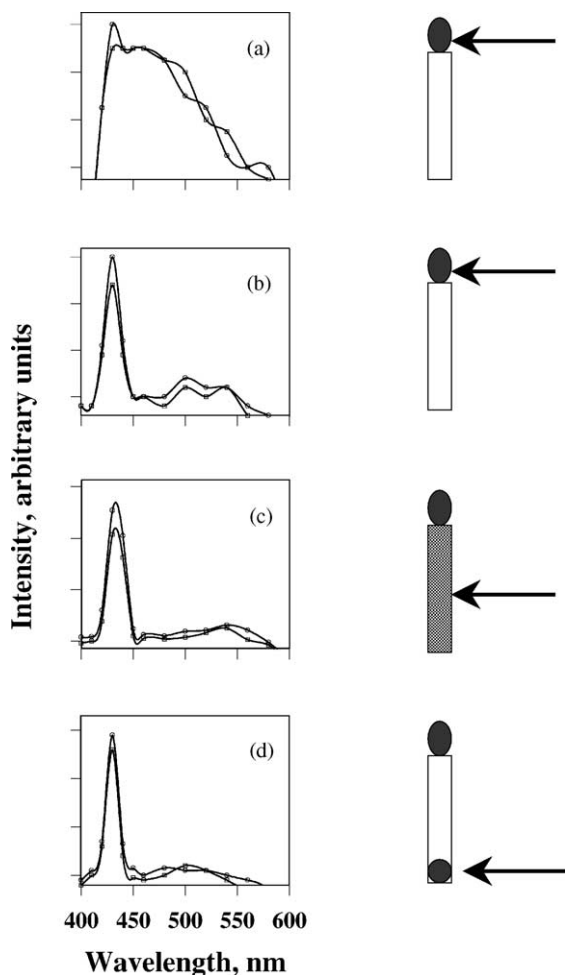 (a)
(b)
(c)
(d)
Intensity, arbitrary units
400 450 500 550 600
Wavelength, nm